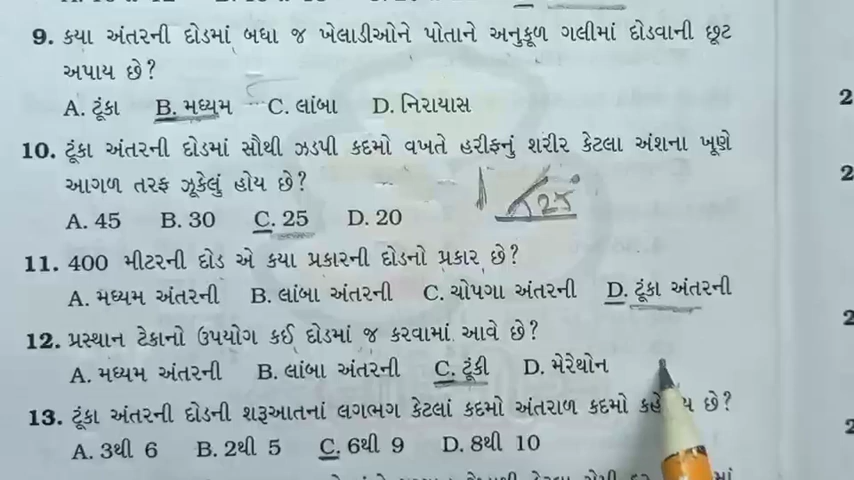 9. કયા અંતરની દોડમાં બધા જ ખેલાડીઓને પોતાને અનુકૂળ ગલીમાં દોડવાની છૂટ
અપાય છે?
A. ટૂંકા B. મધ્યમ C. લાંબા D. નિરાયાસ
10. ટૂંકા અંતરની દોડમાં સૌથી ઝડપી કદમો વખતે હરીફનું શરીર કેટલા અંશના ખૂણે
આગળ તરફ ઝૂકેલું હોય છે?
25°
A. 45 B. 30 C. 25 D. 20
11. 400 મીટરની દોડ એ કયા પ્રકારની દોડનો પ્રકાર છે?
A. મધ્યમ અંતરની B. લાંબા અંતરની C. ચોપગા અંતરની D. ટૂંકા અંતરની
12. પ્રસ્થાન ટેકાનો ઉપયોગ કઈ દોડમાં જ કરવામાં આવે છે?
A. મધ્યમ અંતરની B. લાંબા અંતરની C. ટૂંકી D. મેરેથોન
13. ટૂંકા અંતરની દોડની શરૂઆતનાં લગભગ કેટલાં કદમો અંતરાળ કદમો છે?
A. 3થી 6 B. 2થી 5 C. 6થી 9 D. 8થી 10